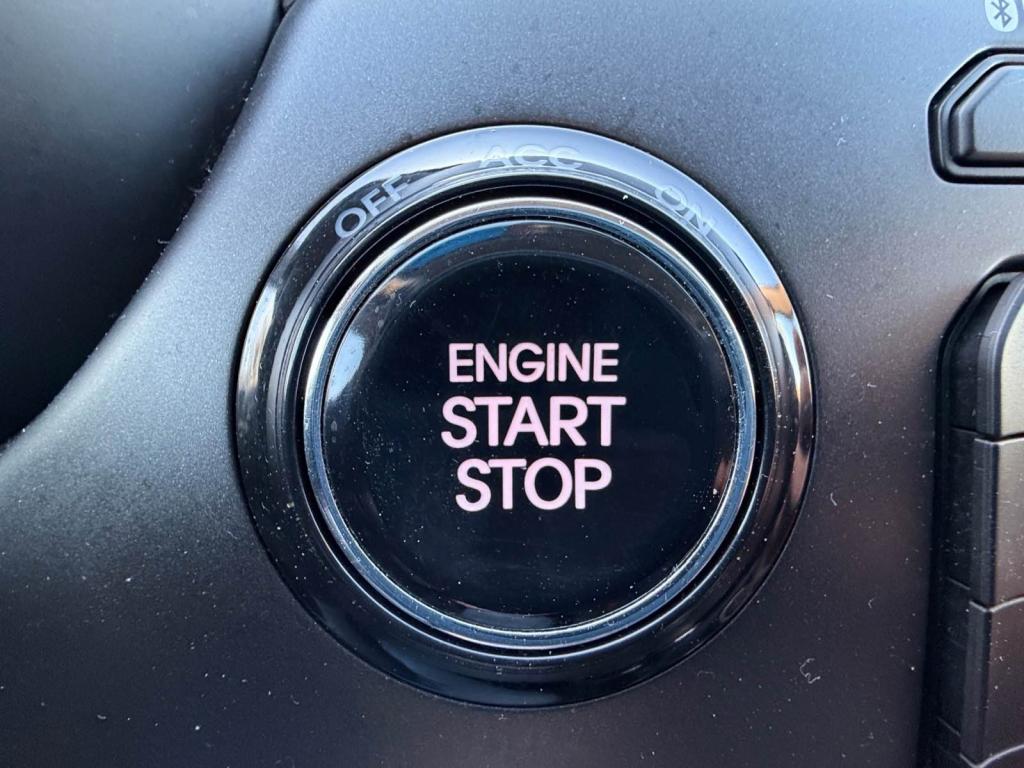 OFF ACC ON
ENGINE
START
STOP